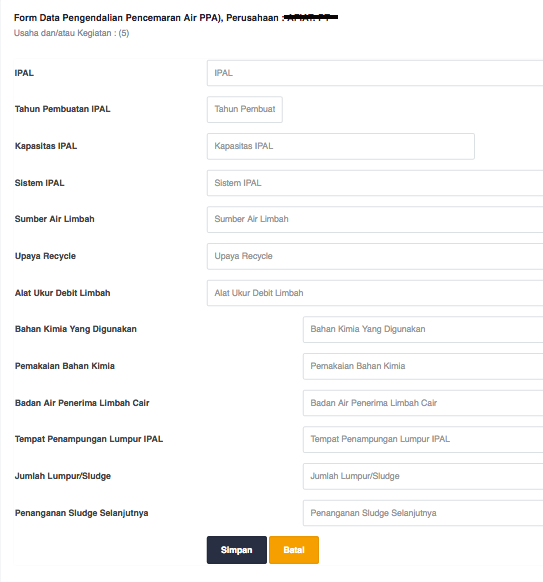 Form Data Pengendalian Pencemaran Air PPA), Perusahaan :
Usaha dan/atau Kegiatan : (5)
IPAL IPAL
Tahun Pembuatan IPAL Tahun Pembuat
Kapasitas IPAL Kapasitas IPAL
Sistem IPAL Sistem IPAL
Sumber Air Limbah Sumber Air Limbah
Upaya Recycle Upaya Recycle
Alat Ukur Debit Limbah Alat Ukur Debit Limbah
Bahan Kimia Yang Digunakan Bahan Kimia Yang Digunakan
Pemakaian Bahan Kimia Pemakaian Bahan Kimia
Badan Air Penerima Limbah Cair Badan Air Penerima Limbah Cair
Tempat Penampungan Lumpur IPAL Tempat Penampungan Lumpur IPAL
Jumlah Lumpur/Sludge Jumlah Lumpur/Sludge
Penanganan Sludge Selanjutnya Penanganan Sludge Selanjutnya
Simpan Batal